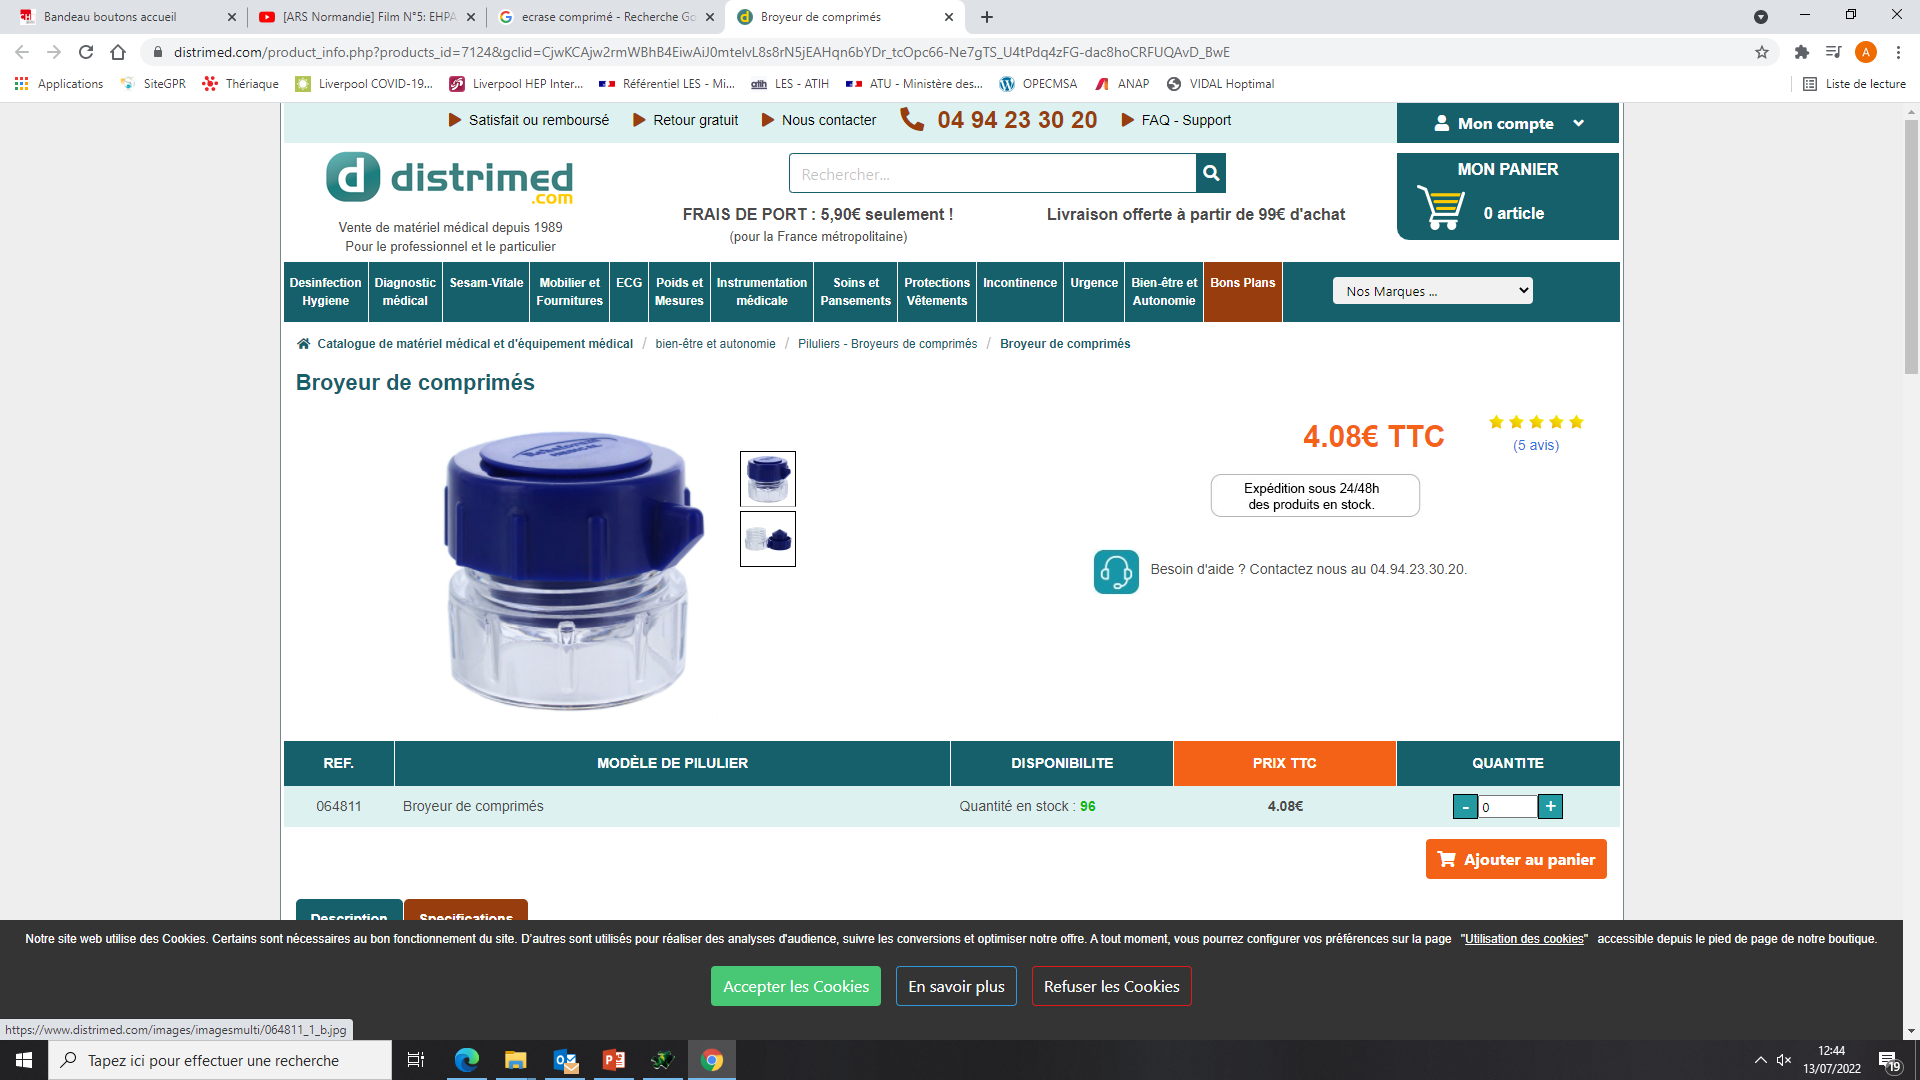 Bandeau boutons accueil
[ARS Normandie] Film N°5: EHPA
ecrase comprimé - Recherche Go
Broyeur de comprimés
distrimed.com/product_info.php?products_id=7124&gclid=CjwKCAjw2rmWBhB4EiwAiJ0mtelvL8s8rN5jEAHqn6bYDr_tcOpc66-Ne7gTS_U4tPdq4zFG-dac8hoCRFUQAvD_BwE
A
Applications
SiteGPR
Thériaque
Liverpool COVID-19...
Liverpool HEP Inter...
Référentiel LES - Mi...
LES - ATIH
ATU - Ministère des...
OPECMSA
ANAP
VIDAL Hoptimal
Liste de lecture
Satisfait ou remboursé
Retour gratuit
Nous contacter
04 94 23 30 20
FAQ - Support
Mon compte
distrimed
.com
Vente de matériel médical depuis 1989
Pour le professionnel et le particulier
Rechercher...
FRAIS DE PORT : 5,90€ seulement !
(pour la France métropolitaine)
Livraison offerte à partir de 99€ d'achat
MON PANIER
0 article
Desinfection
Hygiene
Diagnostic
médical
Sesam-Vitale
Mobilier et
Fournitures
ECG
Poids et
Mesures
Instrumentation
médicale
Soins et
Pansements
Protections
Vêtements
Incontinence
Urgence
Bien-être et
Autonomie
Bons Plans
Nos Marques ...
Catalogue de matériel médical et d'équipement médical / bien-être et autonomie / Piluliers - Broyeurs de comprimés / Broyeur de comprimés
Broyeur de comprimés
4.08€ TTC
(5 avis)
Expédition sous 24/48h
des produits en stock.
Besoin d'aide ? Contactez nous au 04.94.23.30.20.
REF.
MODÈLE DE PILULIER
DISPONIBILITE
PRIX TTC
QUANTITE
064811
Broyeur de comprimés
Quantité en stock : 96
4.08€
- 0 +
Ajouter au panier
Description
Specifications
Notre site web utilise des Cookies. Certains sont nécessaires au bon fonctionnement du site. D'autres sont utilisés pour réaliser des analyses d'audience, suivre les conversions et optimiser notre offre. A tout moment, vous pourrez configurer vos préférences sur la page "Utilisation des cookies" accessible depuis le pied de page de notre boutique.
Accepter les Cookies
En savoir plus
Refuser les Cookies
https://www.distrimed.com/images/imagesmulti/064811_1_b.jpg
Tapez ici pour effectuer une recherche
12:44
13/07/2022
19